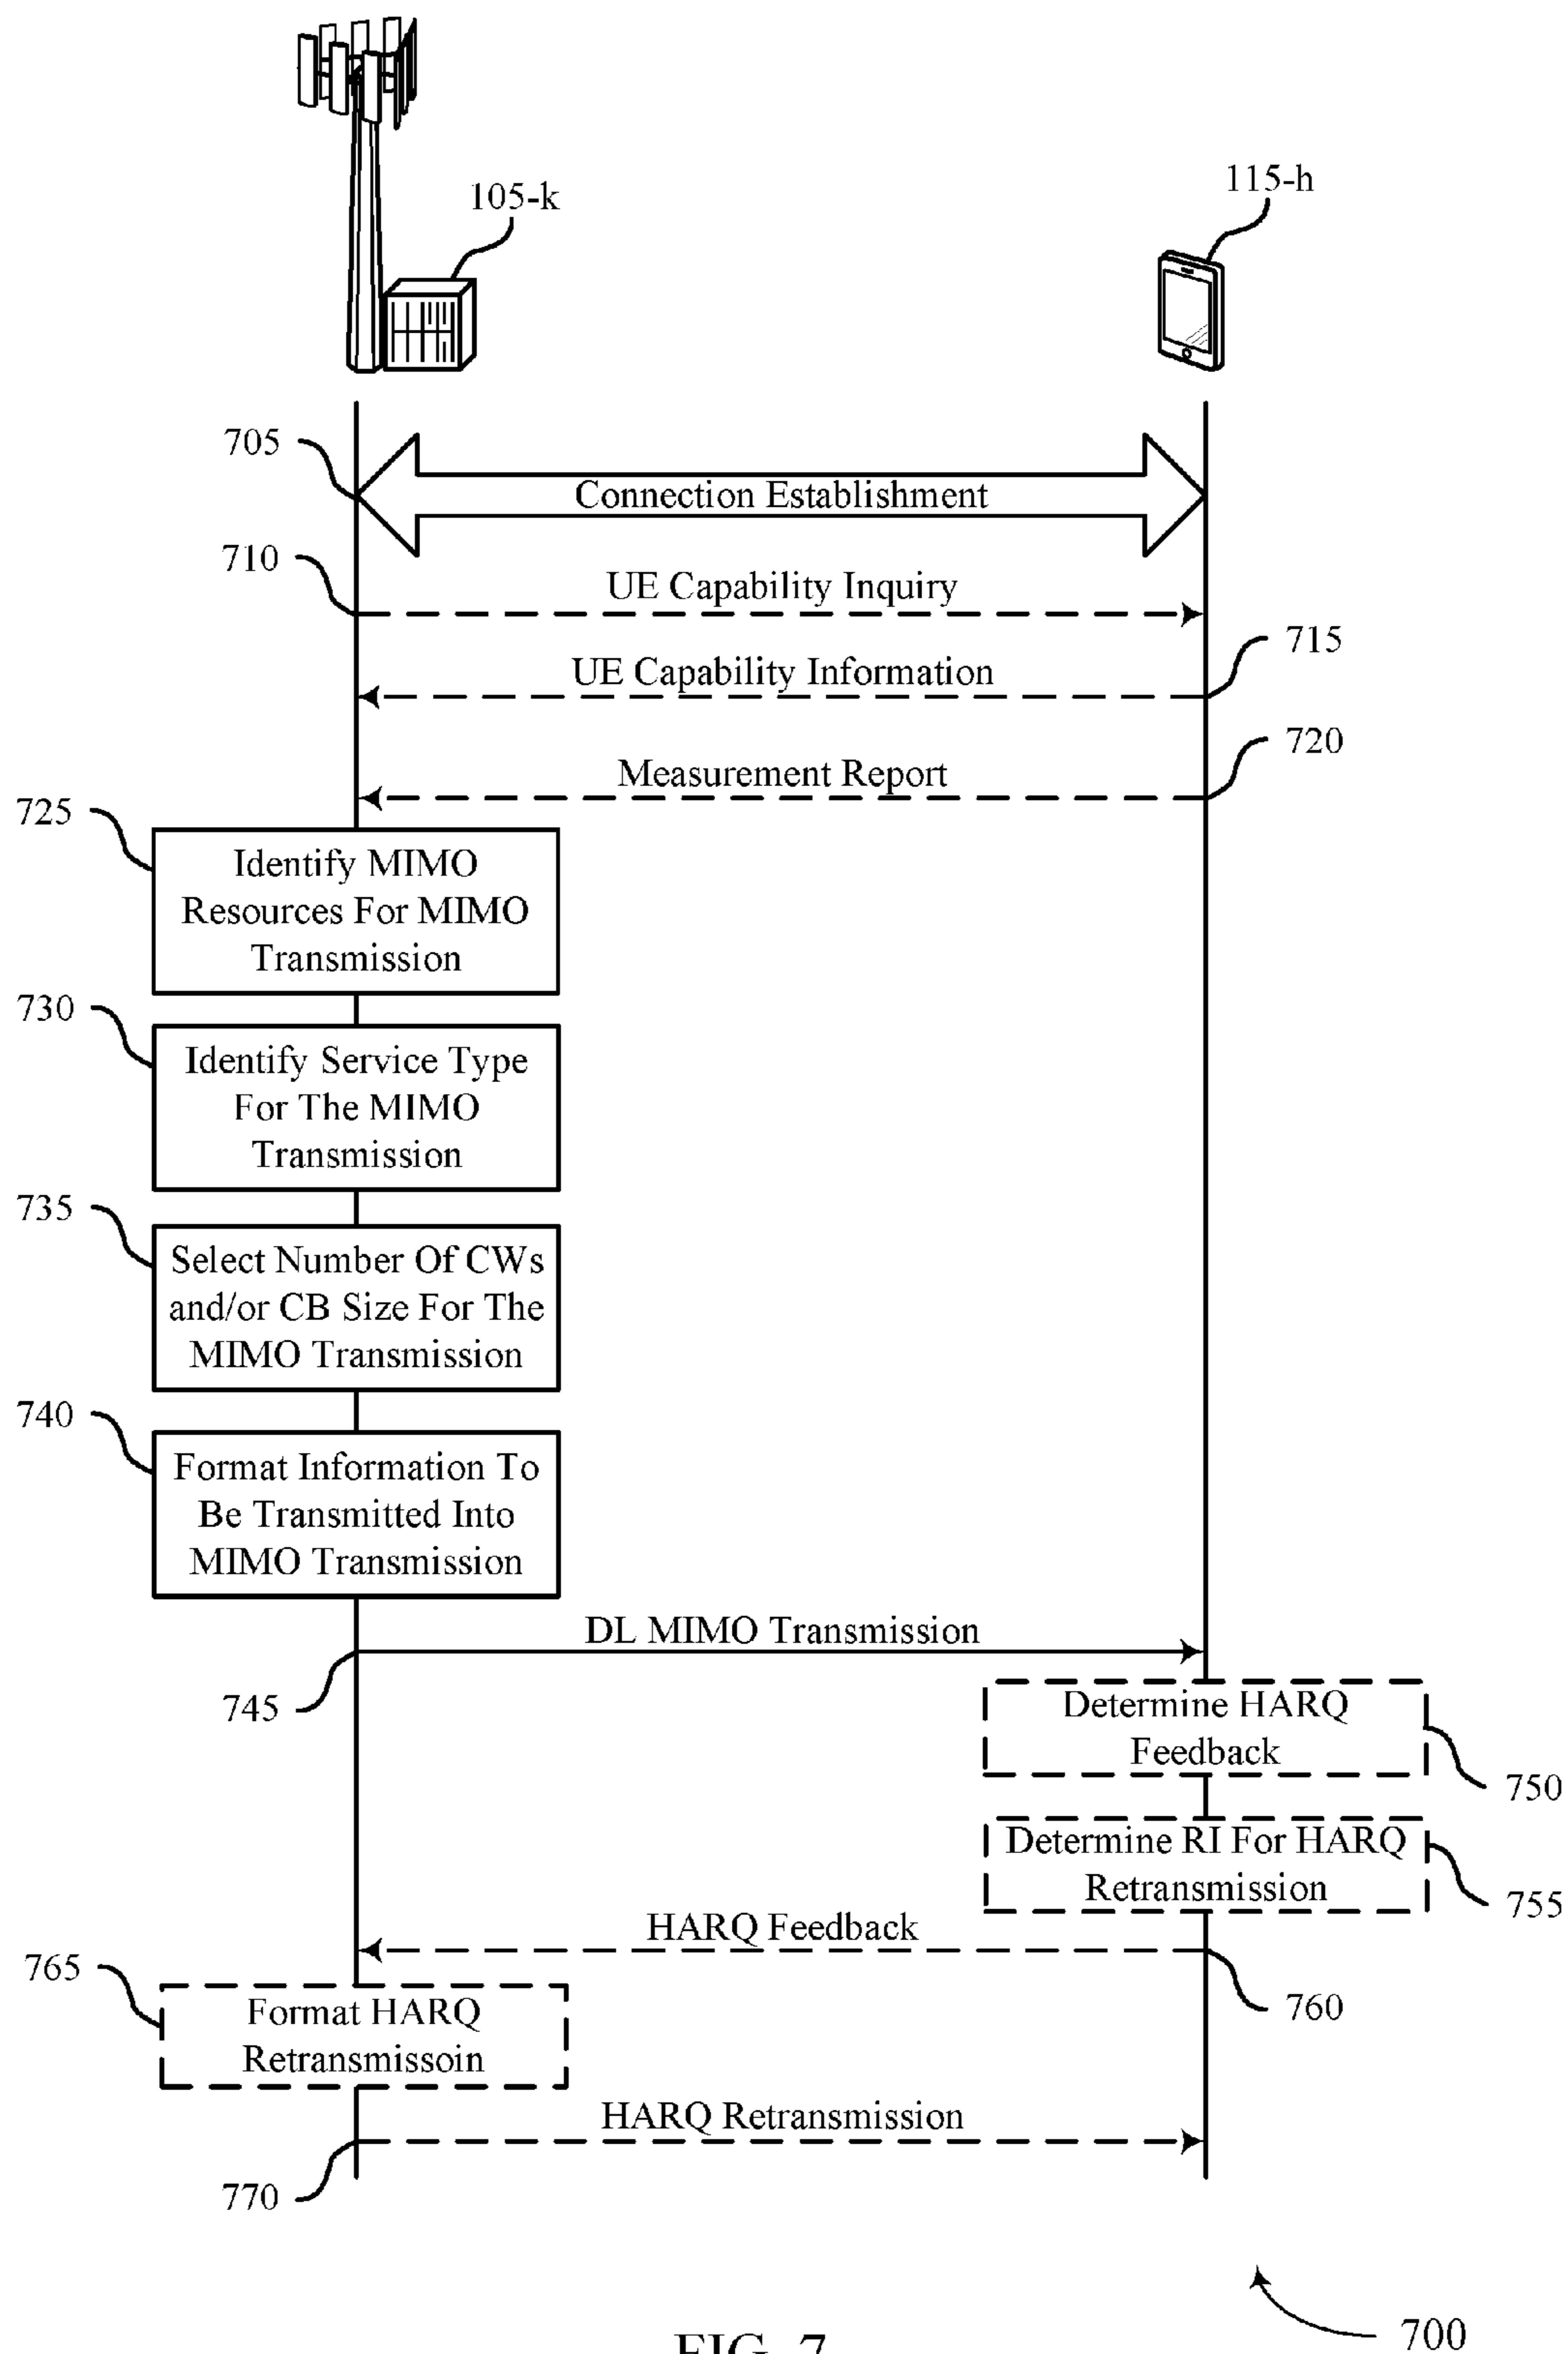 105-k
115-h
705
Connection Establishment
710
UE Capability Inquiry
715
UE Capability Information
720
Measurement Report
725
Identify MIMO
Resources For MIMO
Transmission
730
Identify Service Type
For The MIMO
Transmission
735
Select Number Of CWs
and/or CB Size For The
MIMO Transmission
740
Format Information To
Be Transmitted Into
MIMO Transmission
DL MIMO Transmission
745
Determine HARQ
Feedback
750
Determine RI For HARQ
Retransmission
755
HARQ Feedback
760
765
Format HARQ
Retransmissoin
HARQ Retransmission
770
700
FIG. 7